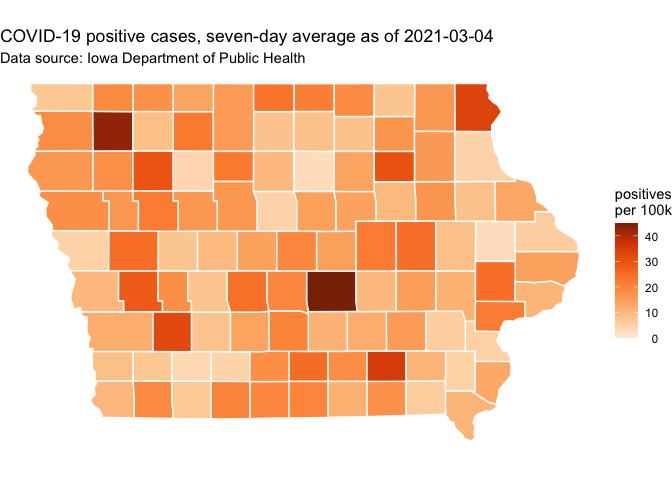 COVID-19 positive cases, seven-day average as of 2021-03-04
Data source: Iowa Department of Public Health
positives
per 100k
40
30
20
10
0